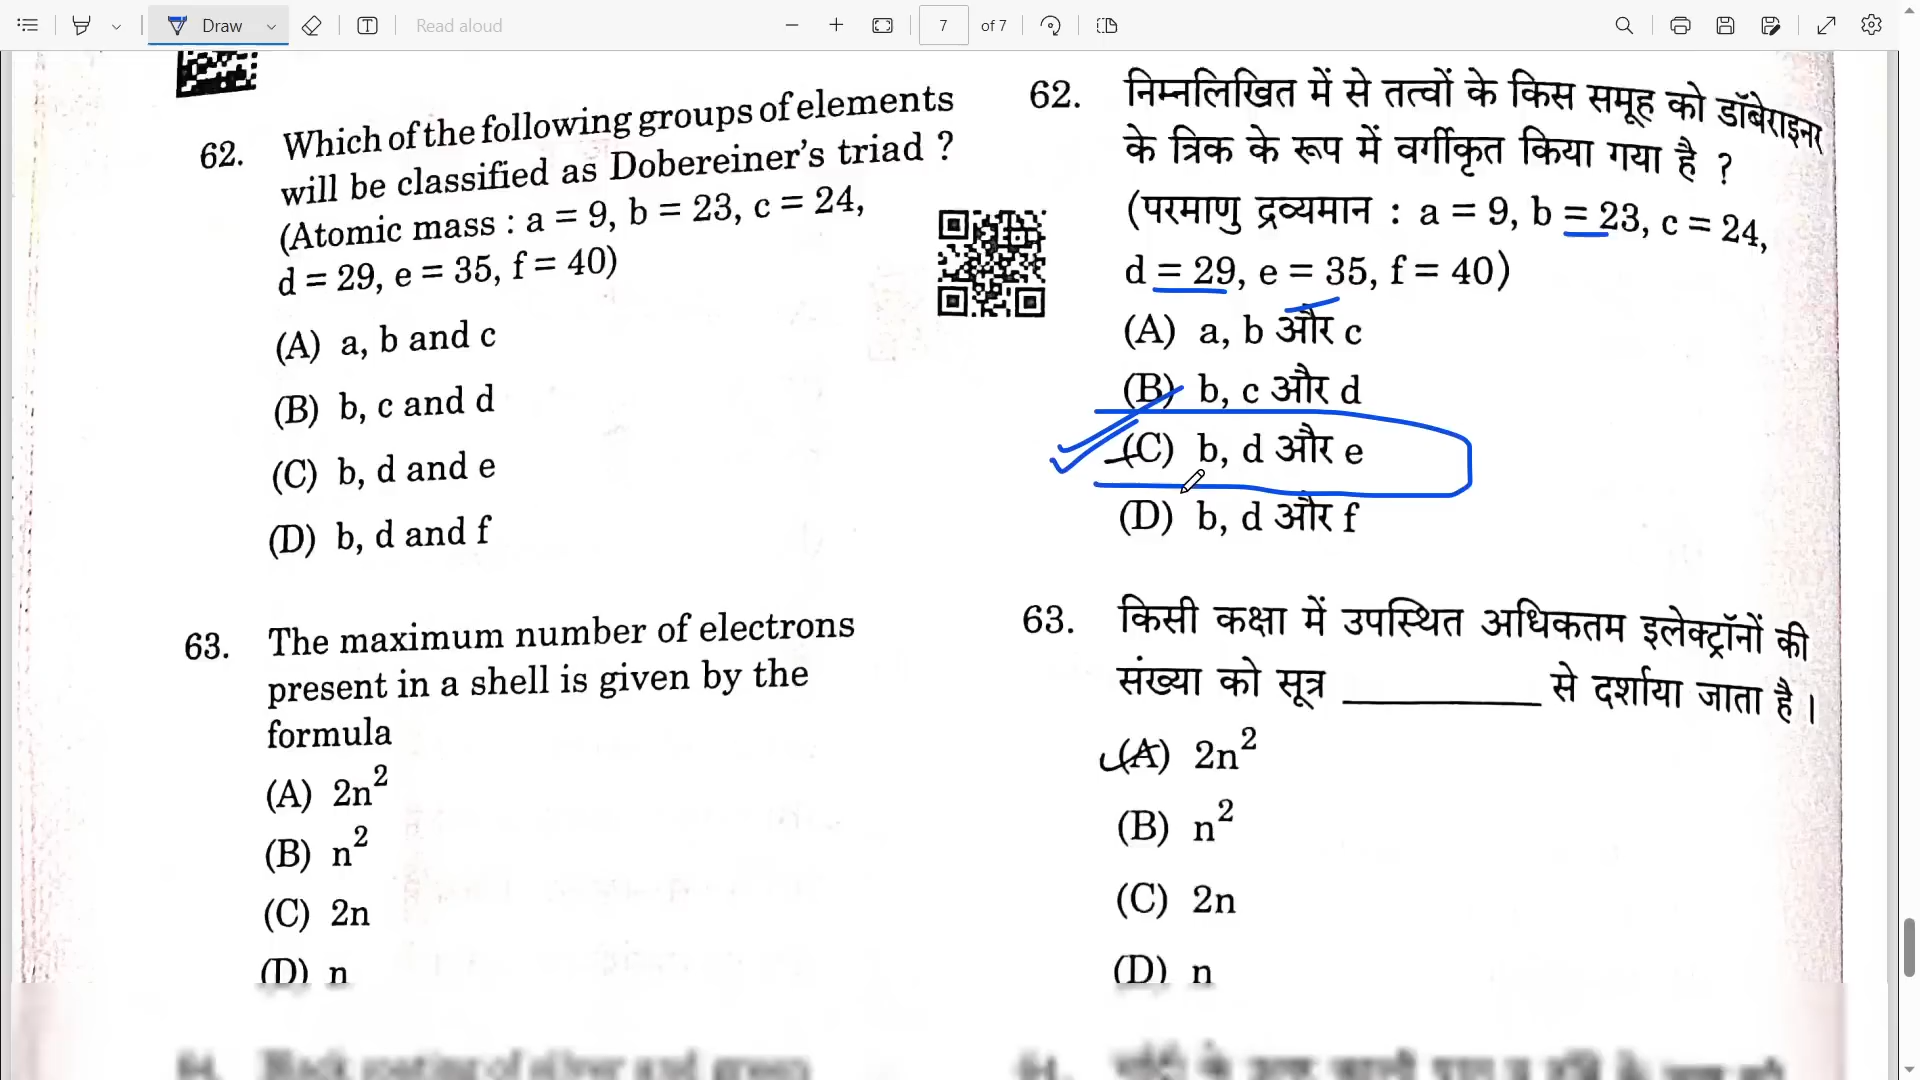 Draw
Read aloud
7
of 7
62. Which of the following groups of elements
will be classified as Dobereiner's triad ?
(Atomic mass : a = 9, b = 23, c = 24,
d = 29, e = 35, f = 40)
(A) a, b and c
(B) b, c and d
(C) b, d and e
(D) b, d and f
63. The maximum number of electrons
present in a shell is given by the
formula
(A) 2n²
(B) n²
(C) 2n
(D) n
62. निम्नलिखित में से तत्वों के किस समूह को डॉबेराइनर
के त्रिक के रूप में वर्गीकृत किया गया है ?
(परमाणु द्रव्यमान : a = 9, b = 23, c = 24,
d = 29, e = 35, f = 40)
(A) a, b और c
(B) b, c और d
(C) b, d और e
(D) b, d और f
63. किसी कक्षा में उपस्थित अधिकतम इलेक्ट्रॉनों की
संख्या को सूत्र __________ से दर्शाया जाता है ।
(A) 2n²
(B) n²
(C) 2n
(D) n